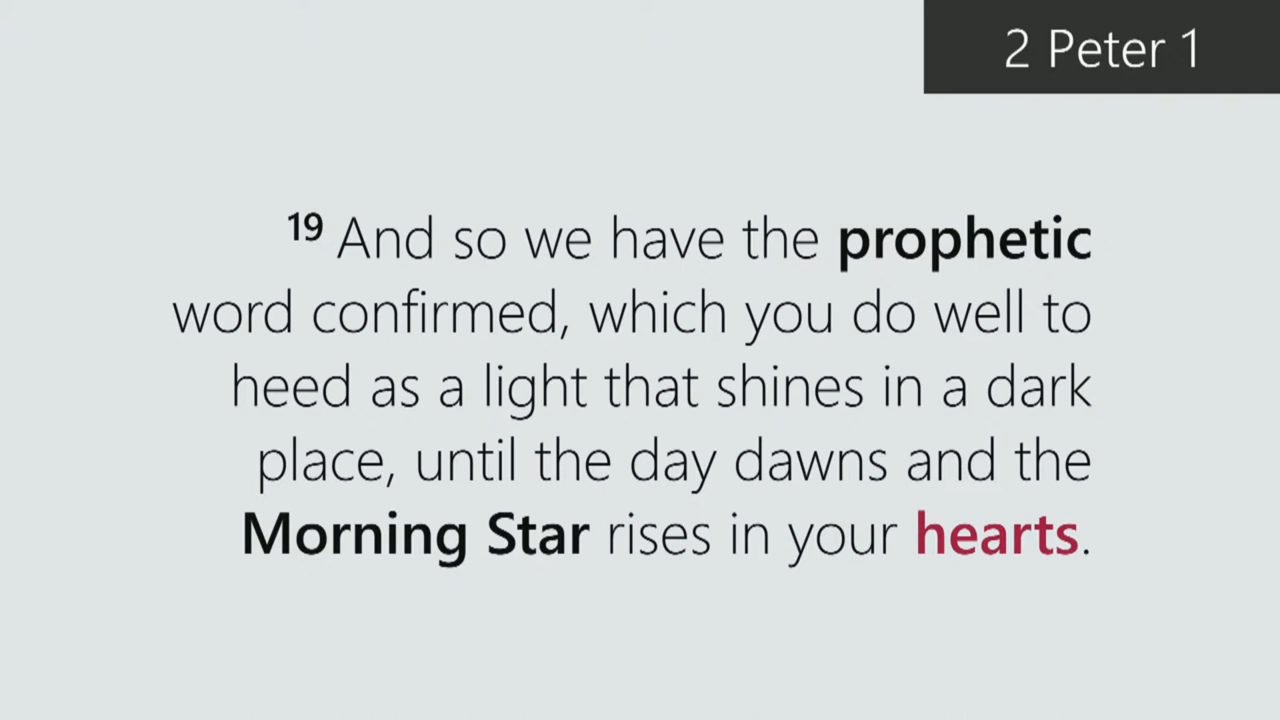 2 Peter 1
19 And so we have the prophetic
word confirmed, which you do well to
heed as a light that shines in a dark
place, until the day dawns and the
Morning Star rises in your hearts.